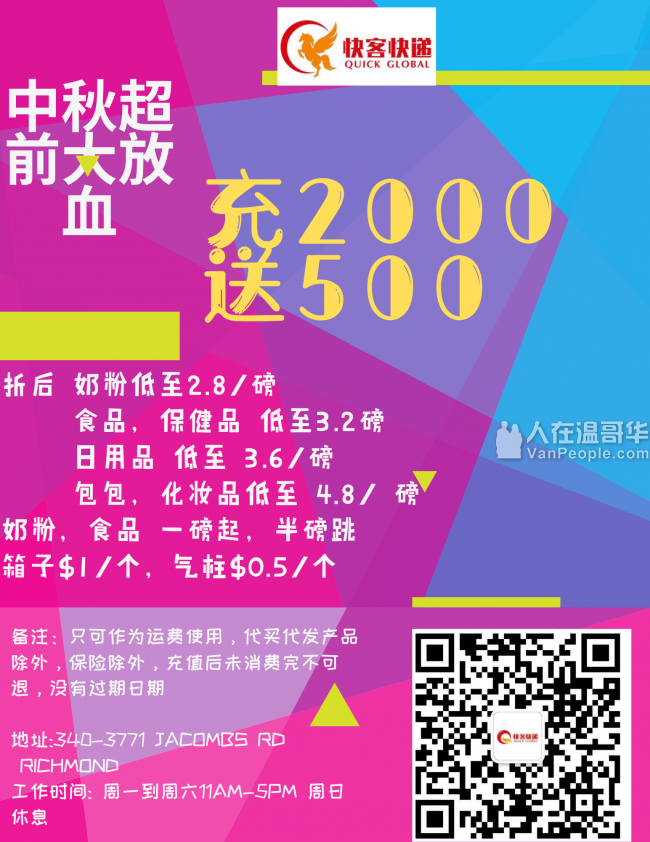 快客快递
QUICK GLOBAL
中秋超
前大放
血
充2000
送500
折后 奶粉低至2.8/磅
食品, 保健品 低至3.2磅
日用品 低至 3.6/磅
包包, 化妆品低至 4.8/ 磅
奶粉, 食品 一磅起, 半磅跳
箱子$1/个, 气柱$0.5/个
人在温哥华
VanPeople.com
备注: 只可作为运费使用,代买代发产品
除外,保险除外,充值后未消费完不可
退,没有过期日期
地址:340-3771 JACOMBS RD
RICHMOND
工作时间: 周一到周六11AM-5PM 周日
休息
快客快递
QUICK GLOBAL